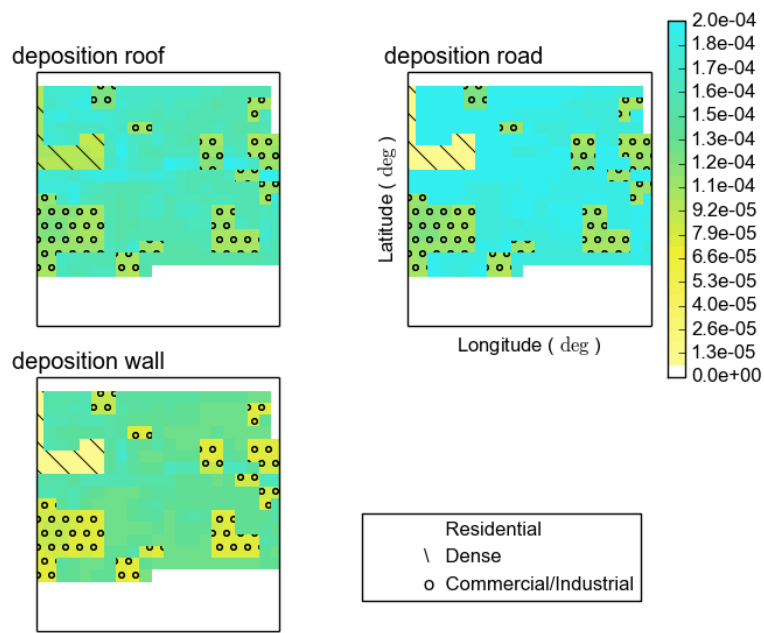 deposition roof
deposition road
Latitude ( deg )
Longitude ( deg )
2.0e-04
1.8e-04
1.7e-04
1.6e-04
1.4e-04
1.3e-04
1.2e-04
1.1e-04
9.2e-05
7.9e-05
6.6e-05
5.3e-05
4.0e-05
2.6e-05
1.3e-05
0.0e+00
deposition wall
Residential
\ Dense
o Commercial/Industrial